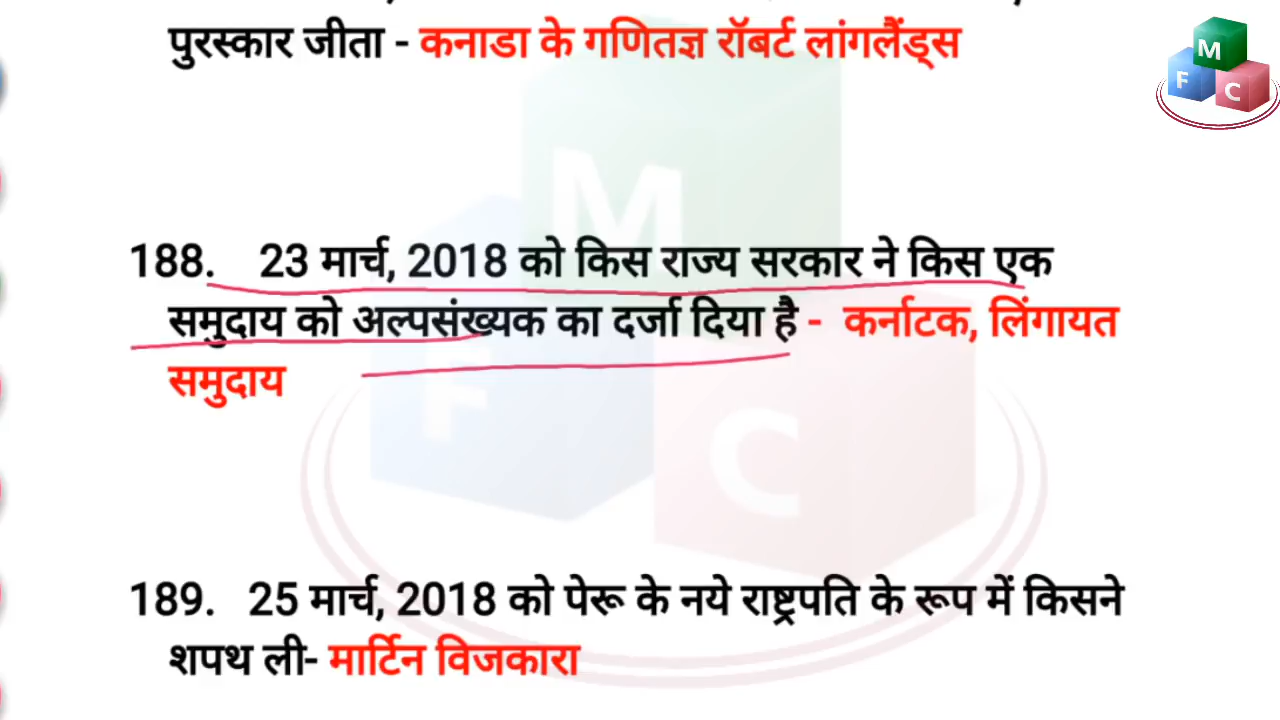 पुरस्कार जीता - कनाडा के गणितज्ञ रॉबर्ट लांगलैंड्स
M
F C
188. 23 मार्च, 2018 को किस राज्य सरकार ने किस एक
समुदाय को अल्पसंख्यक का दर्जा दिया है - कर्नाटक, लिंगायत
समुदाय
M
F C
189. 25 मार्च, 2018 को पेरू के नये राष्ट्रपति के रूप में किसने
शपथ ली- मार्टिन विजकारा